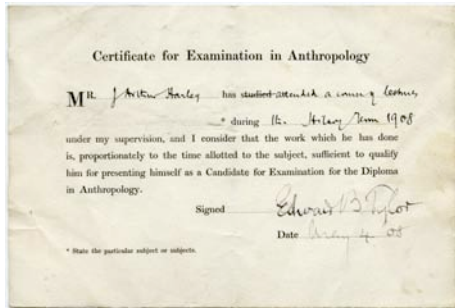 Certificate for Examination in Anthropology
MR. J Arthur Harley has studied attended a course of lectures
* during the Hilary Term 1908
under my supervision, and I consider that the work which he has done
is, proportionately to the time allotted to the subject, sufficient to qualify
him for presenting himself as a Candidate for Examination for the Diploma
in Anthropology.
Signed Edward B. Tylor
Date May 4 08
* State the particular subject or subjects.